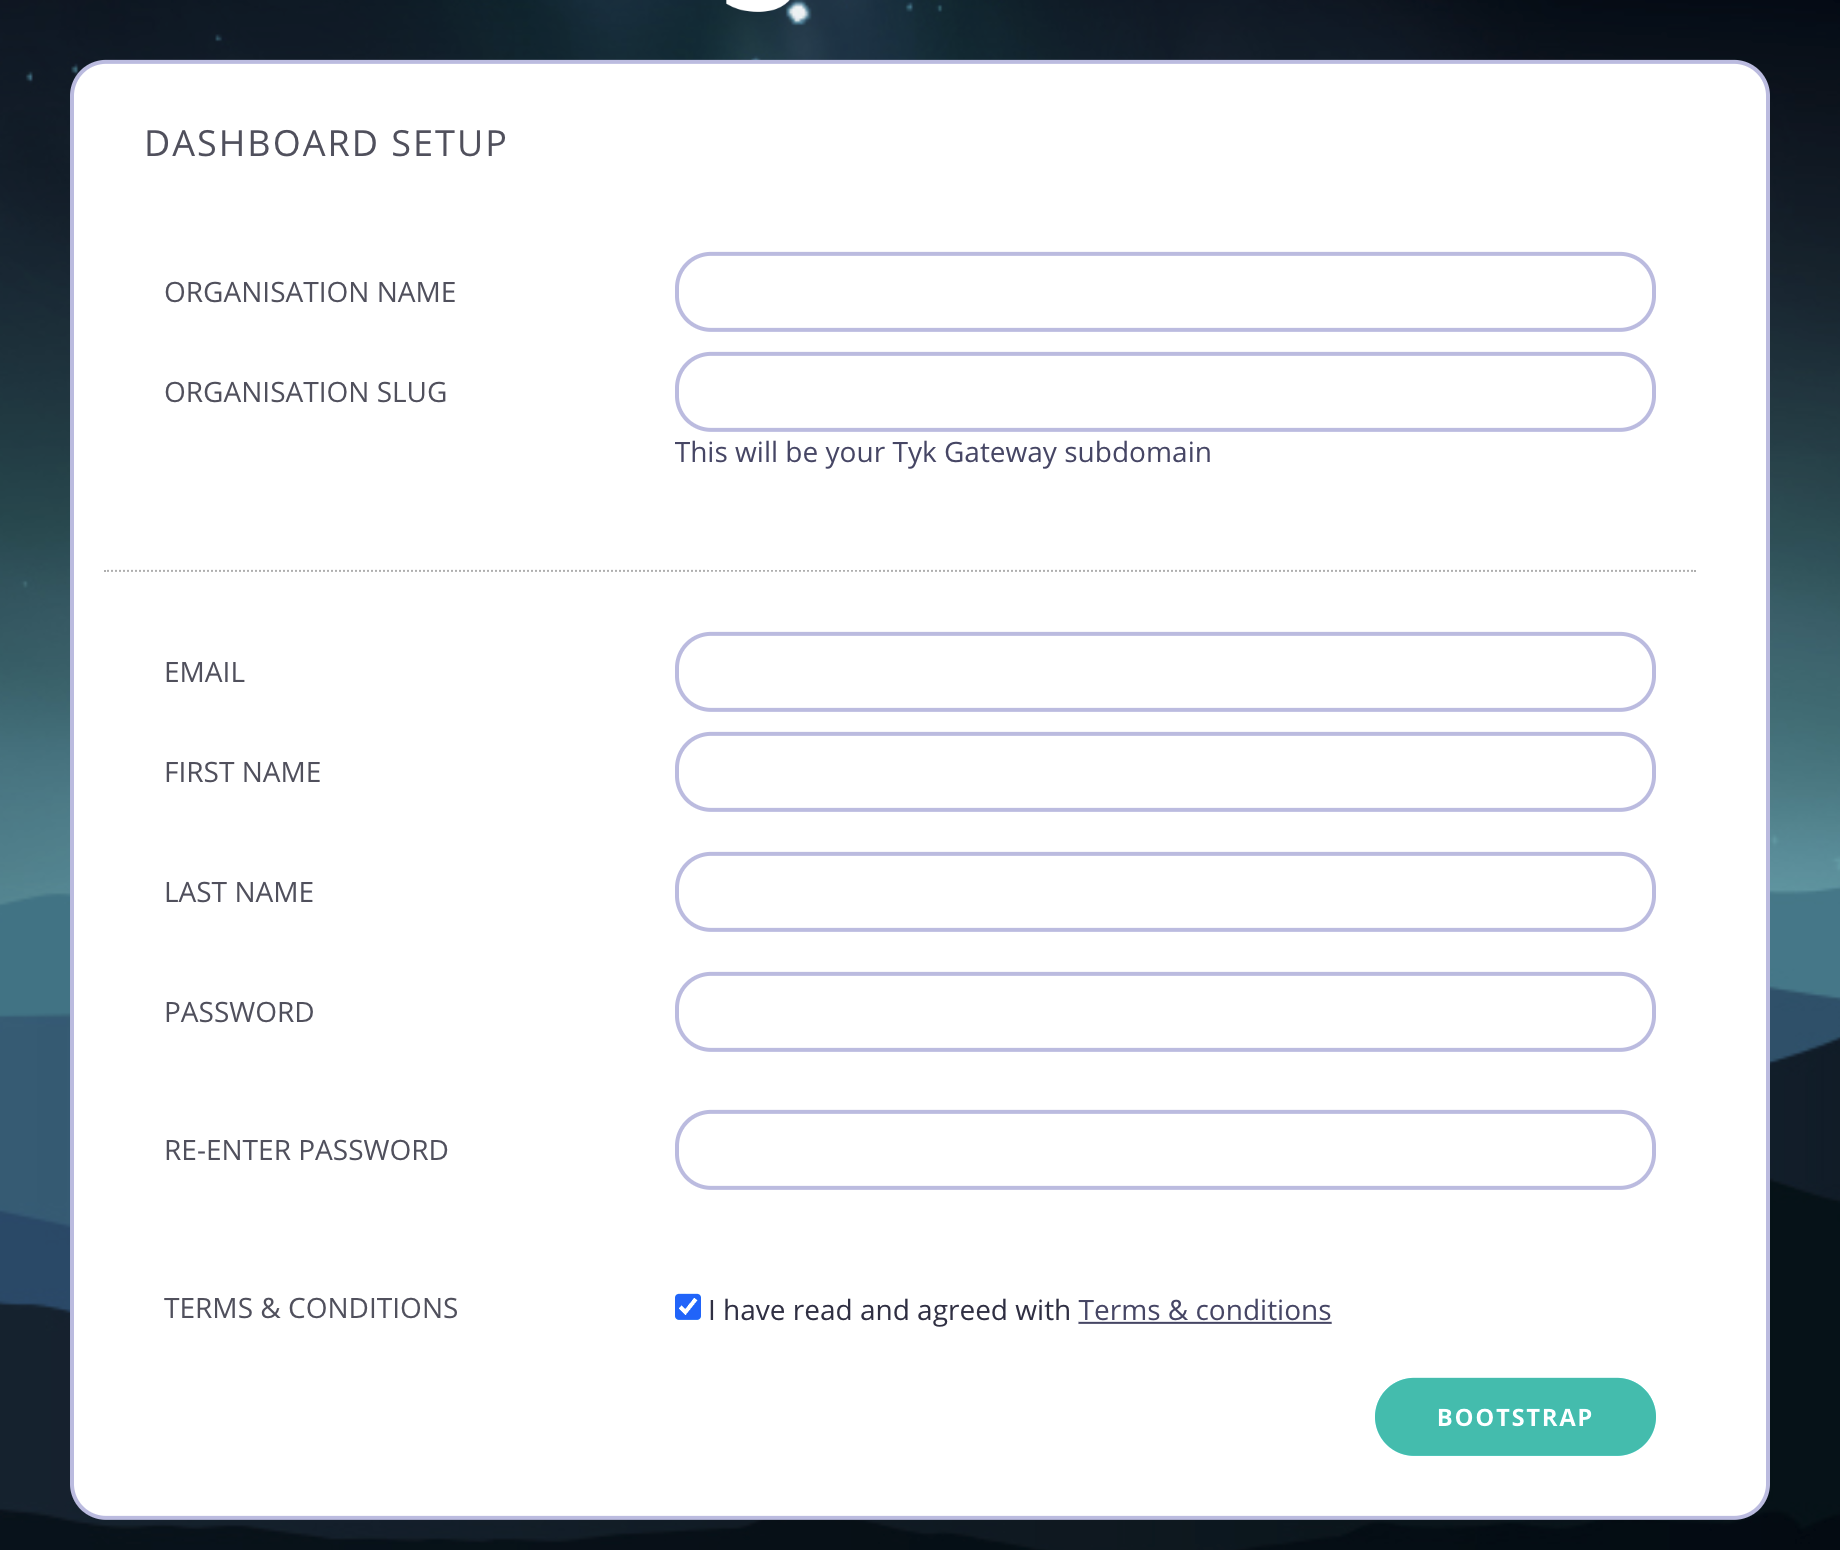 DASHBOARD SETUP
ORGANISATION NAME
ORGANISATION SLUG
This will be your Tyk Gateway subdomain
EMAIL
FIRST NAME
LAST NAME
PASSWORD
RE-ENTER PASSWORD
TERMS & CONDITIONS
I have read and agreed with Terms & conditions
BOOTSTRAP